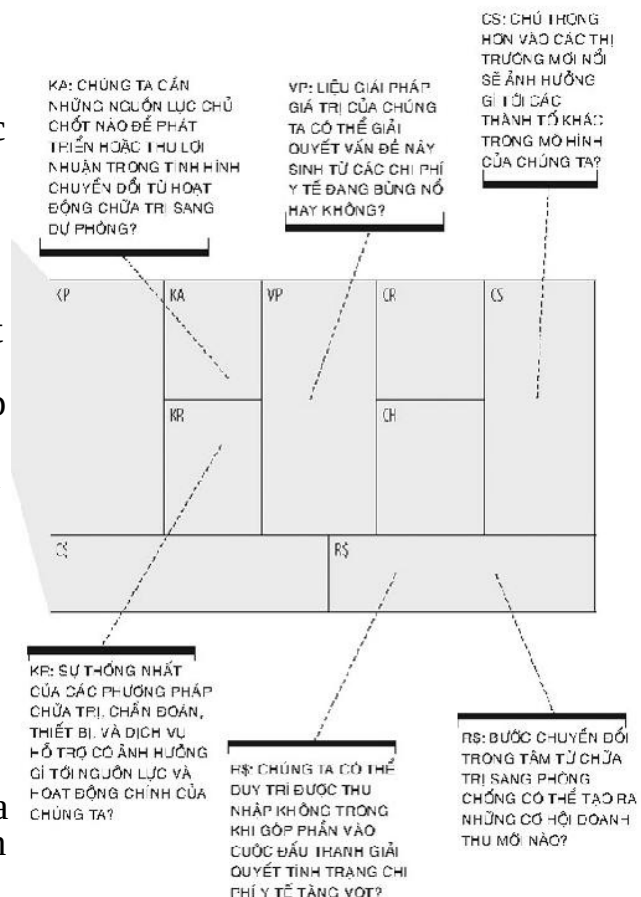 CS: CHÚ TRỌNG
HƠN VÀO CÁC THỊ
TRƯỜNG MỚI NỔI
SẼ ẢNH HƯỞNG
GÌ TỚI CÁC
THÀNH TỐ KHÁC
TRONG MÔ HÌNH
CỦA CHÚNG TA?
KA: CHÚNG TA CẦN
NHỮNG NGUỒN LỰC CHỦ
CHỐT NÀO ĐỂ PHÁT
TRIỂN HOẶC THU LỢI
NHUẬN TRONG TÌNH HÌNH
CHUYỂN ĐỔI TỪ HOẠT
ĐỘNG CHỮA TRỊ SANG
DỰ PHÒNG?
VP: LIỆU GIẢI PHÁP
GIÁ TRỊ CỦA CHÚNG
TA CÓ THỂ GIẢI
QUYẾT VẤN ĐỀ NẢY
SINH TỪ CÁC CHI PHÍ
Y TẾ ĐANG BÙNG NỔ
HAY KHÔNG?
KP
KA
VP
CR
CS
KR
CH
C$
R$
KR: SỰ THỐNG NHẤT
CỦA CÁC PHƯƠNG PHÁP
CHỮA TRỊ, CHẨN ĐOÁN,
THIẾT BỊ, VÀ DỊCH VỤ
HỖ TRỢ CÓ ẢNH HƯỞNG
GÌ TỚI NGUỒN LỰC VÀ
HOẠT ĐỘNG CHÍNH CỦA
CHÚNG TA?
R$: CHÚNG TA CÓ THỂ
DUY TRÌ ĐƯỢC THU
NHẬP KHÔNG TRONG
KHI GÓP PHẦN VÀO
CUỘC ĐẤU TRANH GIẢI
QUYẾT TÌNH TRẠNG CHI
PHÍ Y TẾ TĂNG VỌT?
R$: BƯỚC CHUYỂN ĐỔI
TRONG TÂM TỪ CHỮA
TRỊ SANG PHÒNG
CHỐNG CÓ THỂ TẠO RA
NHỮNG CƠ HỘI DOANH
THU MỚI NÀO?